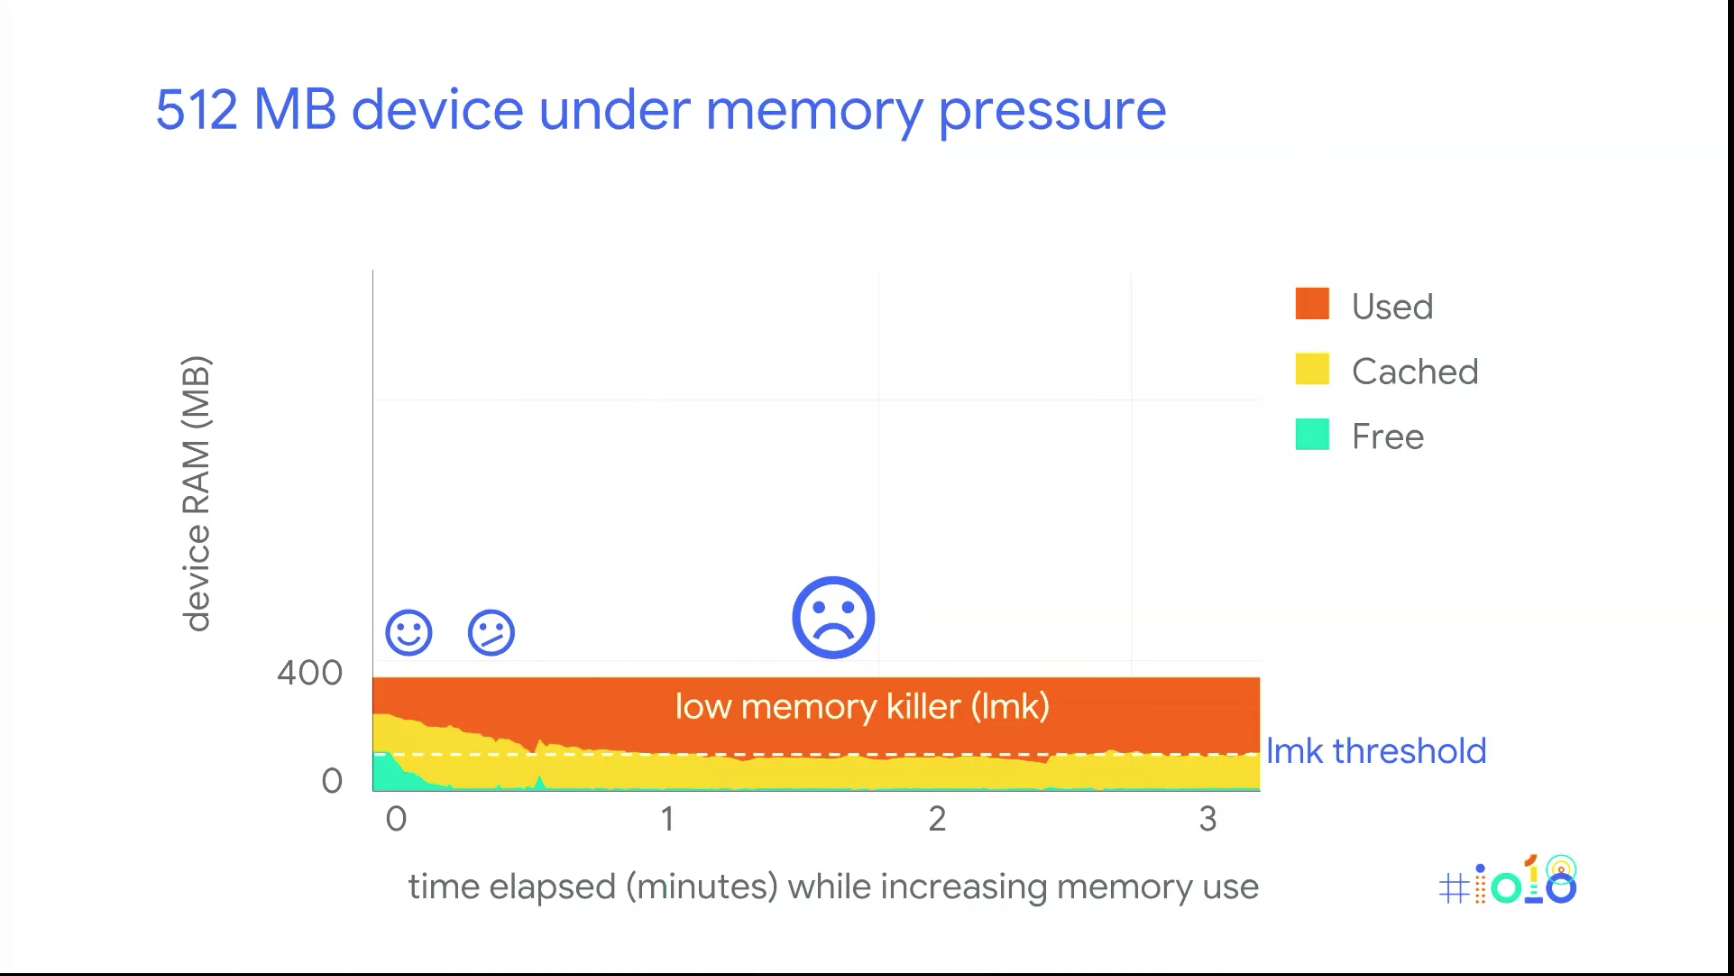 512 MB device under memory pressure
Used
Cached
Free
device RAM (MB)
400
0
low memory killer (lmk)
lmk threshold
0 1 2 3
time elapsed (minutes) while increasing memory use
#io18